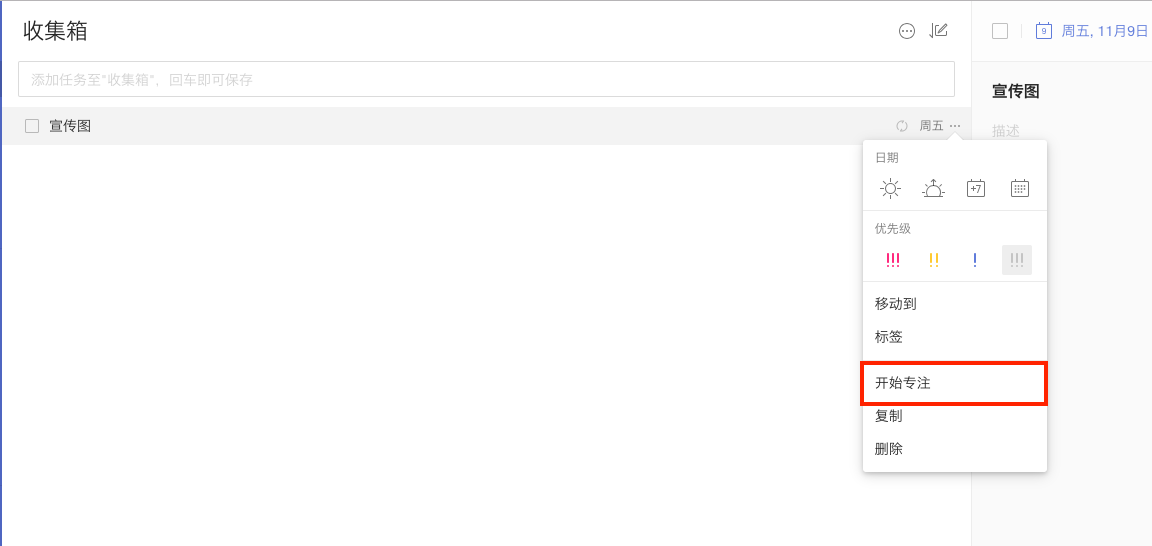 收集箱
9
周五, 11月9日
添加任务至"收集箱"，回车即可保存
宣传图
宣传图
周五
描述
日期
+7
优先级
移动到
标签
开始专注
复制
删除